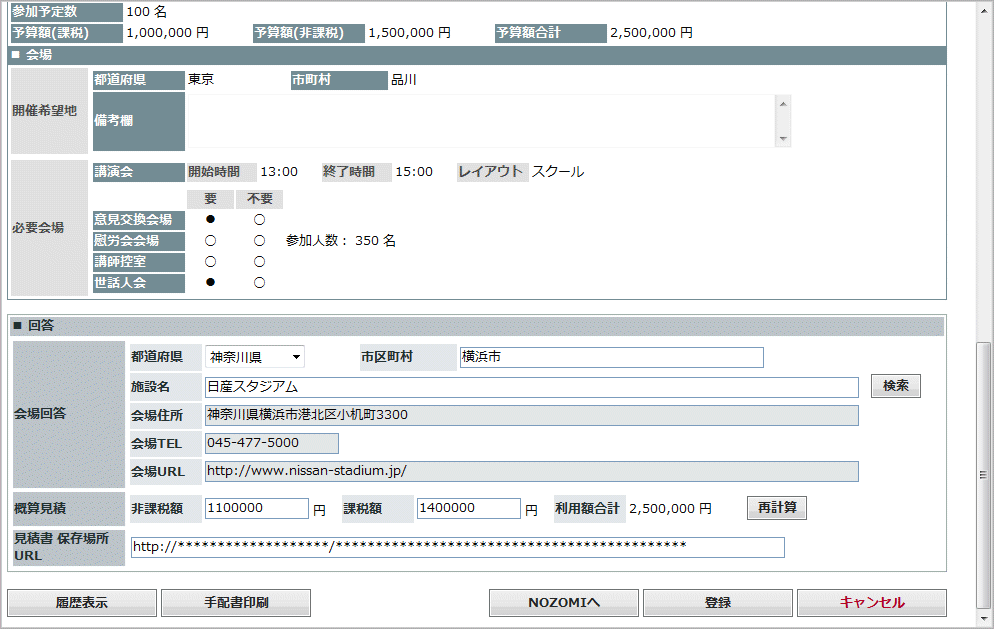 参加予定数 100 名
予算額(課税) 1,000,000 円 予算額(非課税) 1,500,000 円 予算額合計 2,500,000 円
■ 会場
開催希望地
都道府県 東京 市町村 品川
備考欄
必要会場
講演会 開始時間 13:00 終了時間 15:00 レイアウト スクール
要 不要
意見交換会場 ● ○
慰労会会場 ○ ○ 参加人数： 350 名
講師控室 ○ ○
世話人会 ● ○
■ 回答
会場回答
都道府県 神奈川県 市区町村 横浜市
施設名 日産スタジアム 検索
会場住所 神奈川県横浜市港北区小机町3300
会場TEL 045-477-5000
会場URL http://www.nissan-stadium.jp/
概算見積 非課税額 1100000 円 課税額 1400000 円 利用額合計 2,500,000 円 再計算
見積書 保存場所
URL
http://*******************/********************************************
履歴表示 手配書印刷 NOZOMIへ 登録 キャンセル